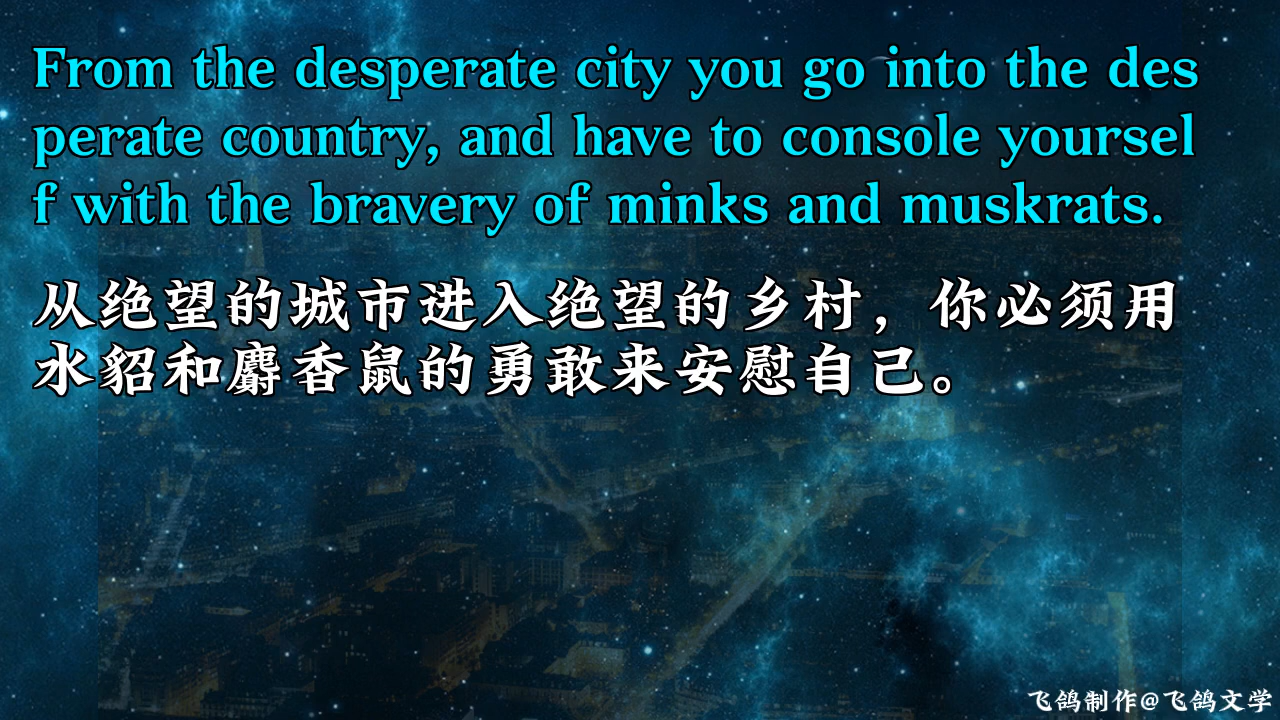 From the desperate city you go into the des
perate country, and have to console yoursel
f with the bravery of minks and muskrats.
从绝望的城市进入绝望的乡村，你必须用
水貂和麝香鼠的勇敢来安慰自己。
飞鸽制作@飞鸽文学